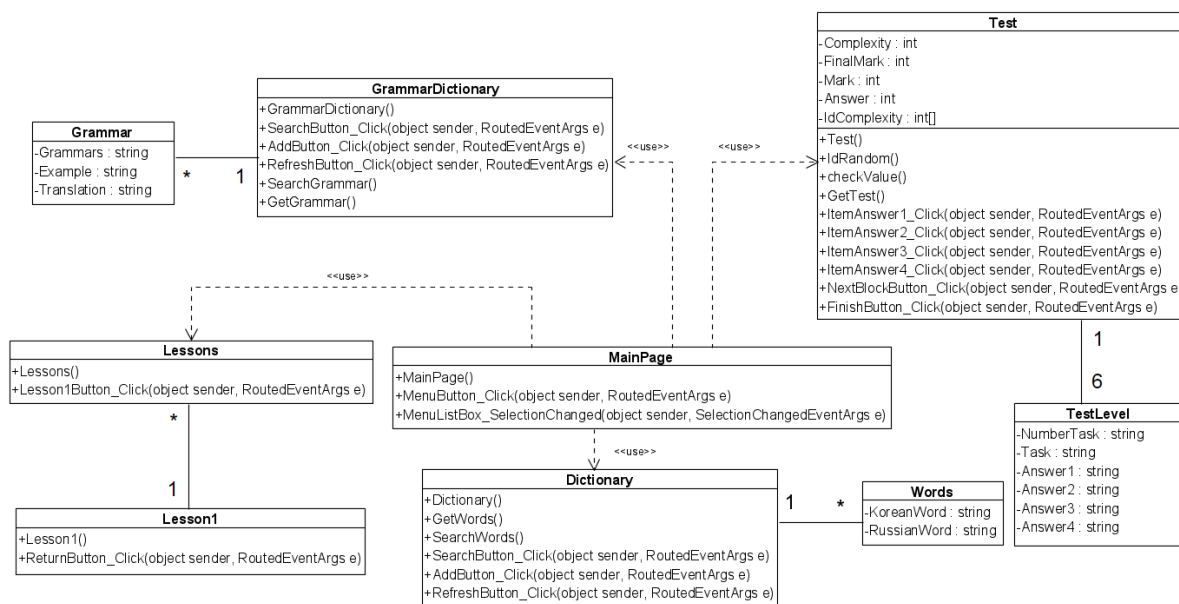 Test
-Complexity : int
-FinalMark : int
-Mark : int
-Answer : int
-IdComplexity : int[]
+Test()
+IdRandom()
+checkValue()
+GetTest()
+ItemAnswer1_Click(object sender, RoutedEventArgs e)
+ItemAnswer2_Click(object sender, RoutedEventArgs e)
+ItemAnswer3_Click(object sender, RoutedEventArgs e)
+ItemAnswer4_Click(object sender, RoutedEventArgs e)
+NextBlockButton_Click(object sender, RoutedEventArgs e
+FinishButton_Click(object sender, RoutedEventArgs e)
GrammarDictionary
+GrammarDictionary()
+SearchButton_Click(object sender, RoutedEventArgs e)
+AddButton_Click(object sender, RoutedEventArgs e)
+RefreshButton_Click(object sender, RoutedEventArgs e)
+SearchGrammar()
+GetGrammar()
Grammar
-Grammars : string
-Example : string
-Translation : string
* 1
<<use>> <<use>>
<<use>>
Lessons
+Lessons()
+Lesson1Button_Click(object sender, RoutedEventArgs e)
*
1
Lesson1
+Lesson1()
+ReturnButton_Click(object sender, RoutedEventArgs e)
MainPage
+MainPage()
+MenuButton_Click(object sender, RoutedEventArgs e)
+MenuListBox_SelectionChanged(object sender, SelectionChangedEventArgs e)
<<use>>
Dictionary
+Dictionary()
+GetWords()
+SearchWords()
+SearchButton_Click(object sender, RoutedEventArgs e)
+AddButton_Click(object sender, RoutedEventArgs e)
+RefreshButton_Click(object sender, RoutedEventArgs e)
1 *
Words
-KoreanWord : string
-RussianWord : string
1
6
TestLevel
-NumberTask : string
-Task : string
-Answer1 : string
-Answer2 : string
-Answer3 : string
-Answer4 : string